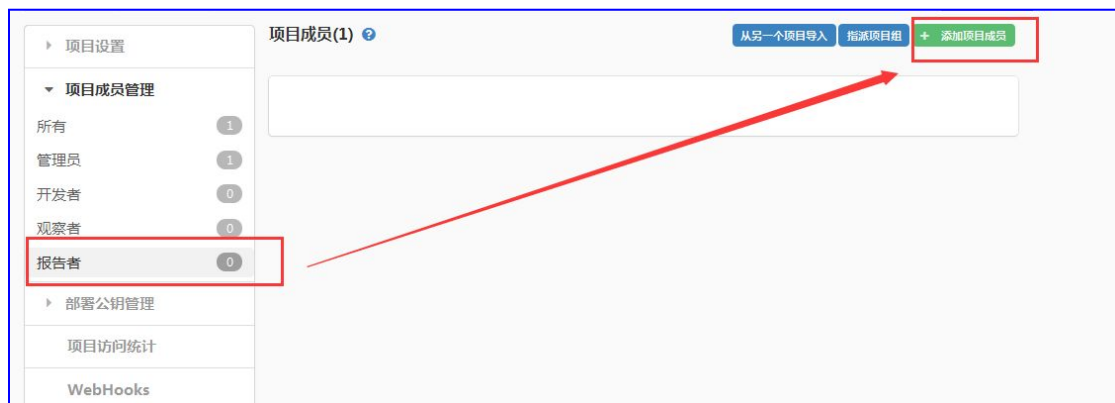 项目设置
项目成员管理
所有 1
管理员 1
开发者 0
观察者 0
报告者 0
部署公钥管理
项目访问统计
WebHooks
项目成员(1) ?
从另一个项目导入 指派项目组 + 添加项目成员